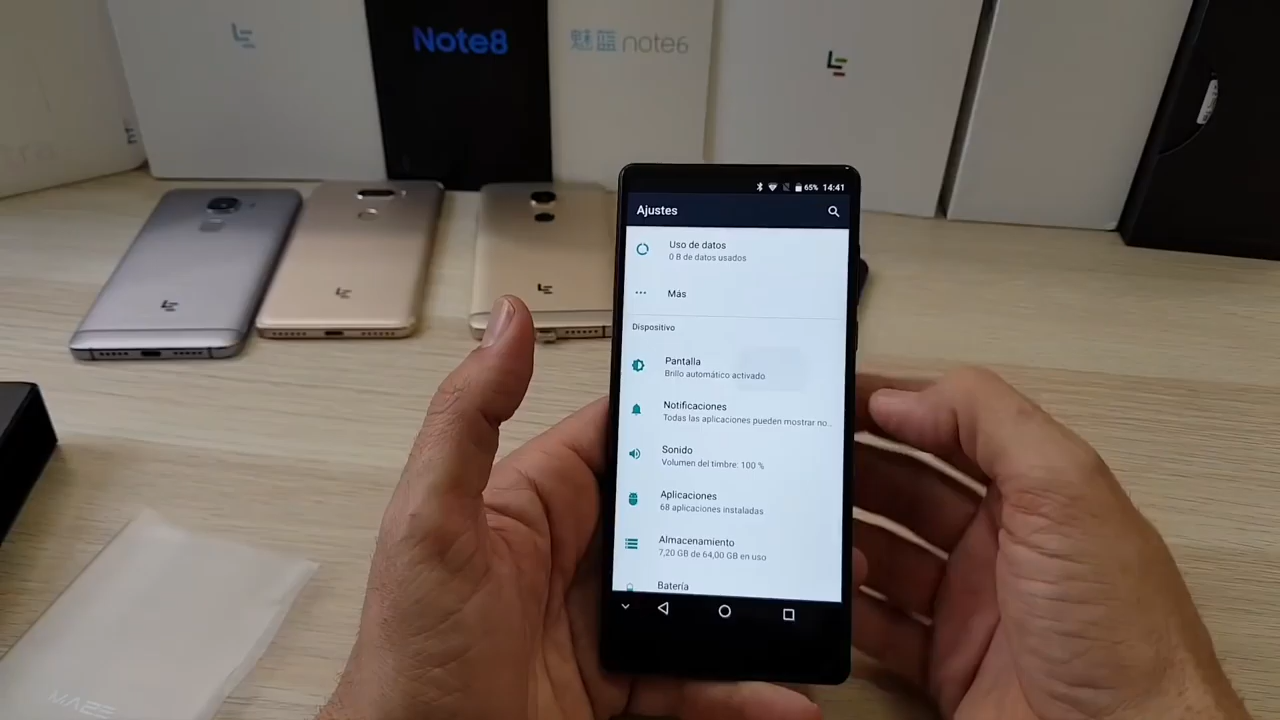 Note8
魅蓝 note6
LE
65% 14:41
Ajustes
Uso de datos
0 B de datos usados
Más
Dispositivo
Pantalla
Brillo automático activado
Notificaciones
Todas las aplicaciones pueden mostrar no..
Sonido
Volumen del timbre: 100 %
Aplicaciones
68 aplicaciones instaladas
Almacenamiento
7,20 GB de 64,00 GB en uso
Batería
MAZE